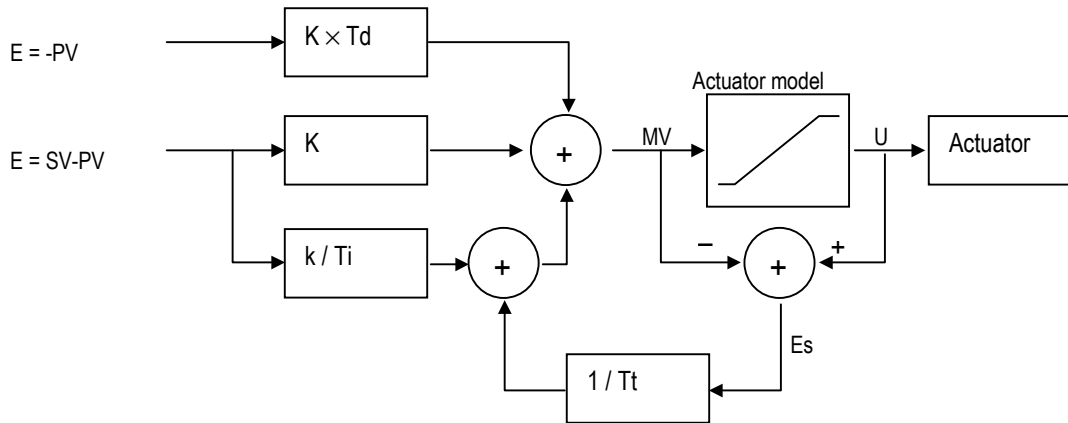 K × Td
E = -PV
Actuator model
K
E = SV-PV
+
MV
U
Actuator
k / Ti
+
−
+
+
Es
1 / Tt